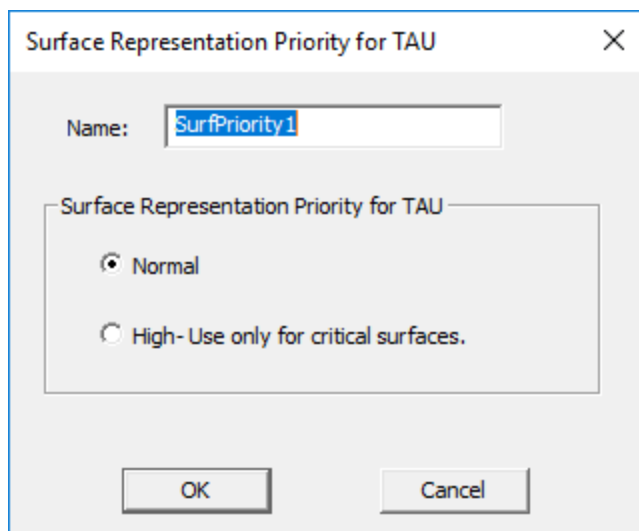 Surface Representation Priority for TAU
Name: SurfPriority1
Surface Representation Priority for TAU
Normal
High- Use only for critical surfaces.
OK Cancel